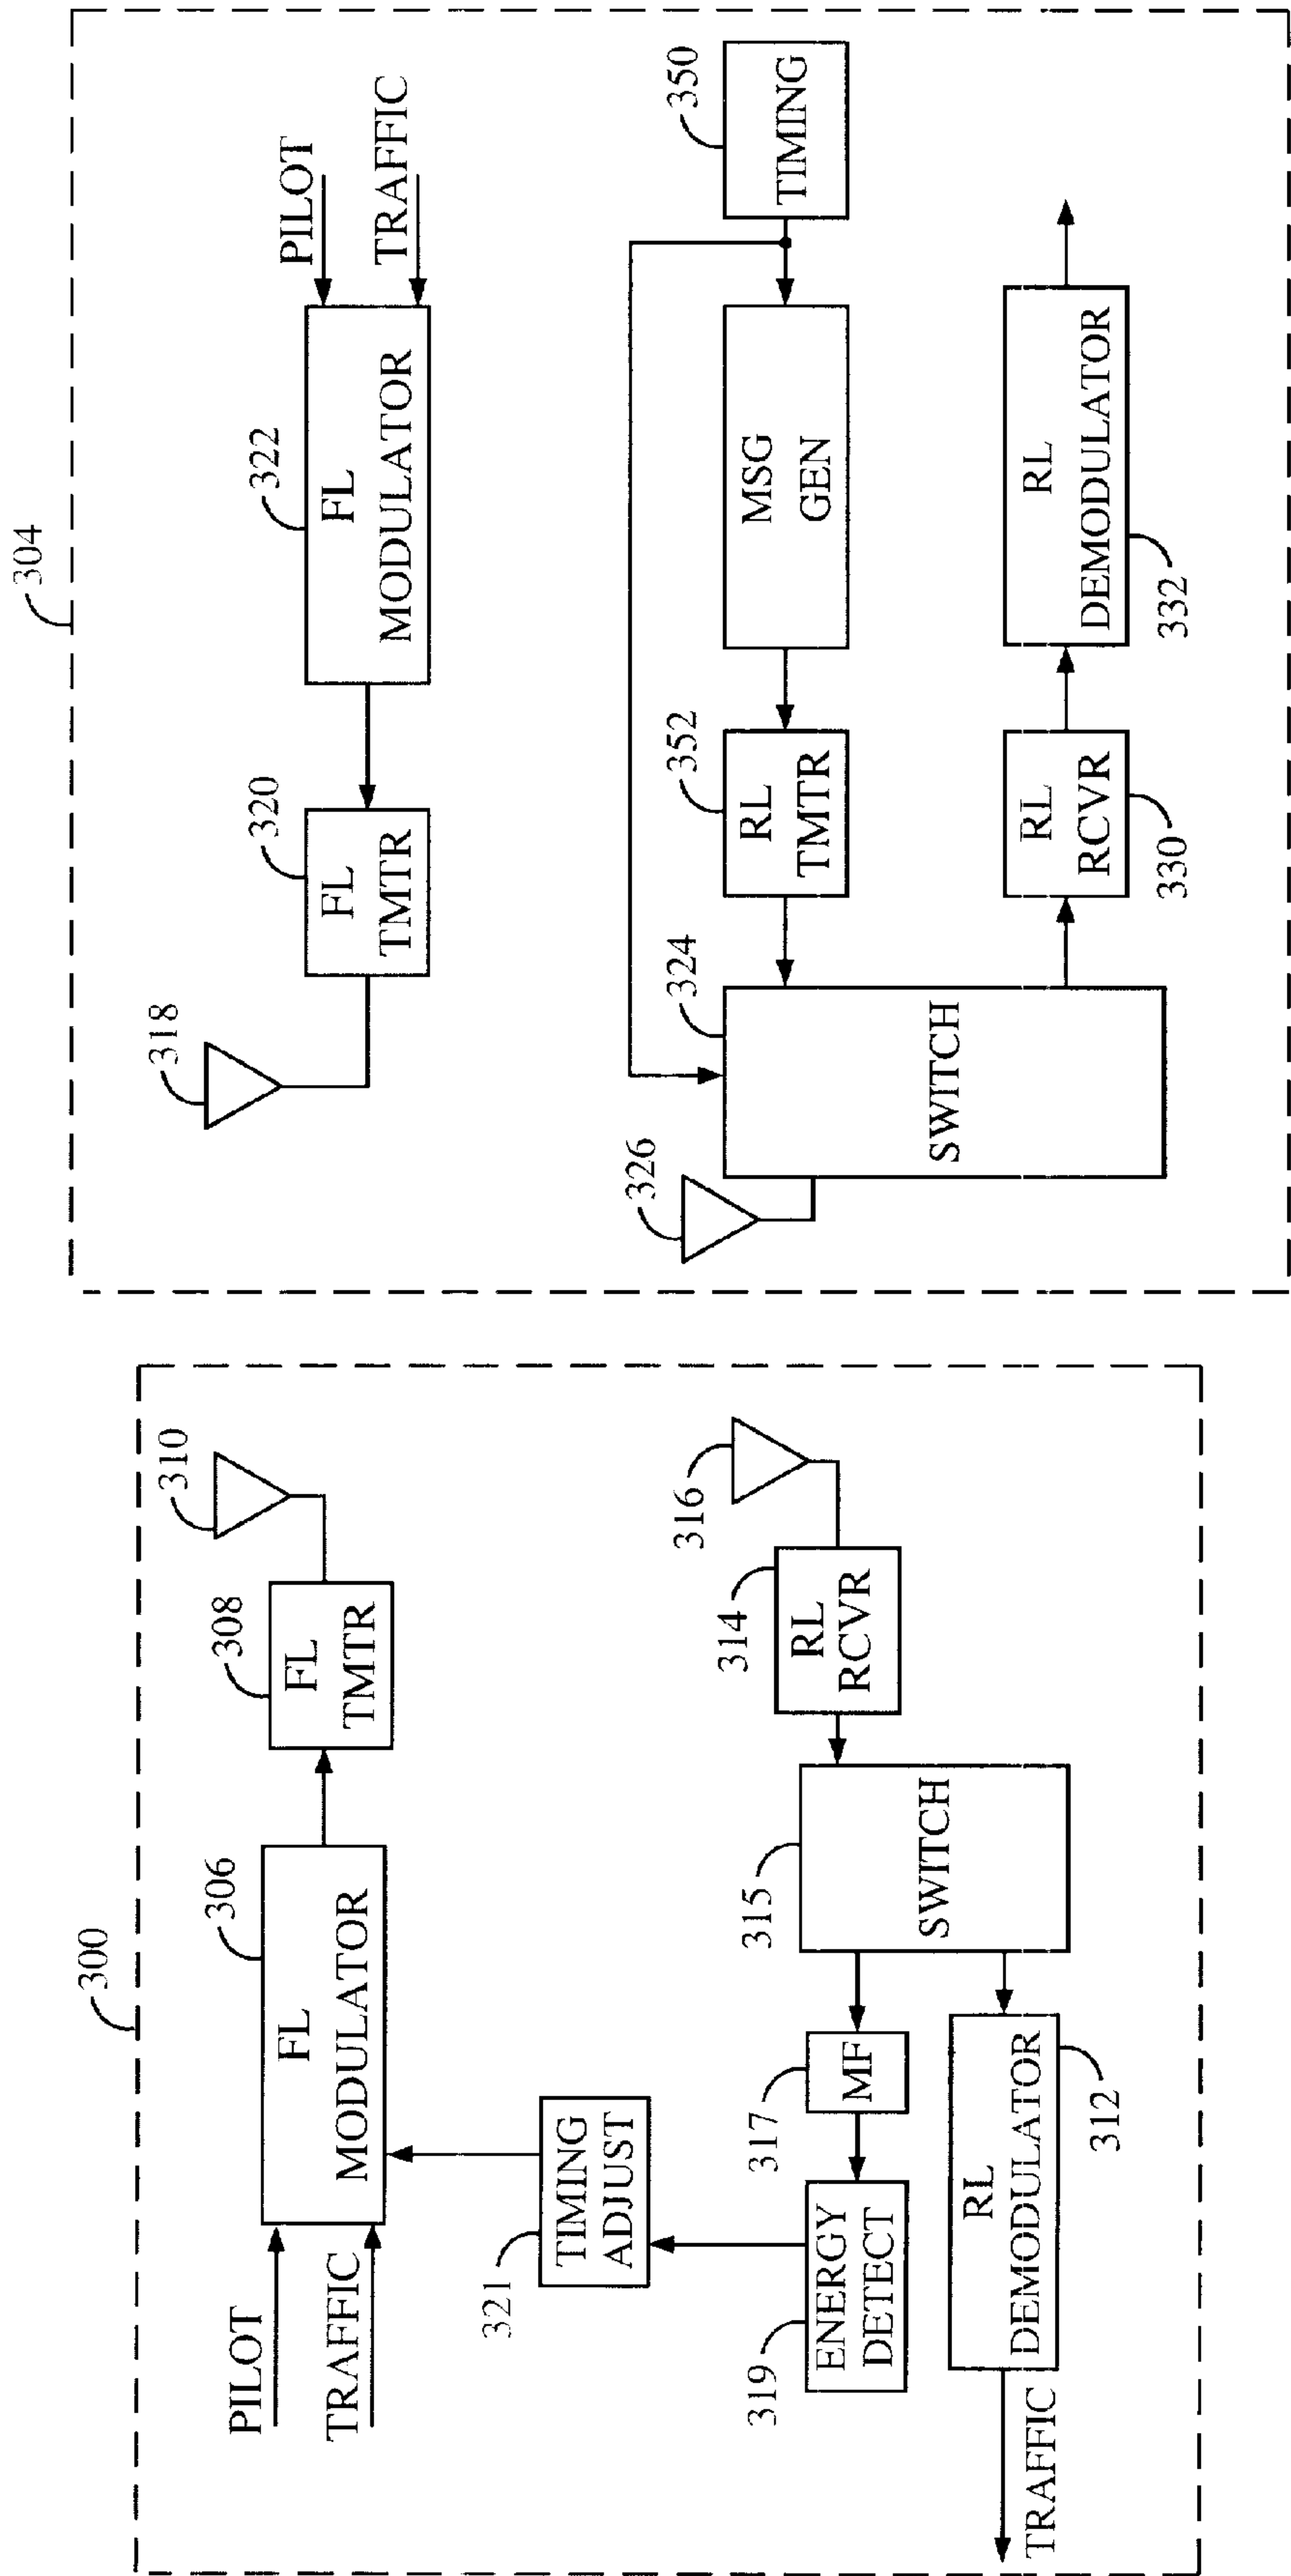 300
PILOT
TRAFFIC
306
FL
MODULATOR
308
FL
TMTR
310
321
TIMING
ADJUST
319
ENERGY
DETECT
317
MF
315
SWITCH
314
RL
RCVR
316
TRAFFIC
RL
DEMODULATOR
312
304
318
320
FL
TMTR
322
FL
MODULATOR
PILOT
TRAFFIC
326
324
SWITCH
352
RL
TMTR
MSG
GEN
350
TIMING
RL
RCVR
330
RL
DEMODULATOR
332